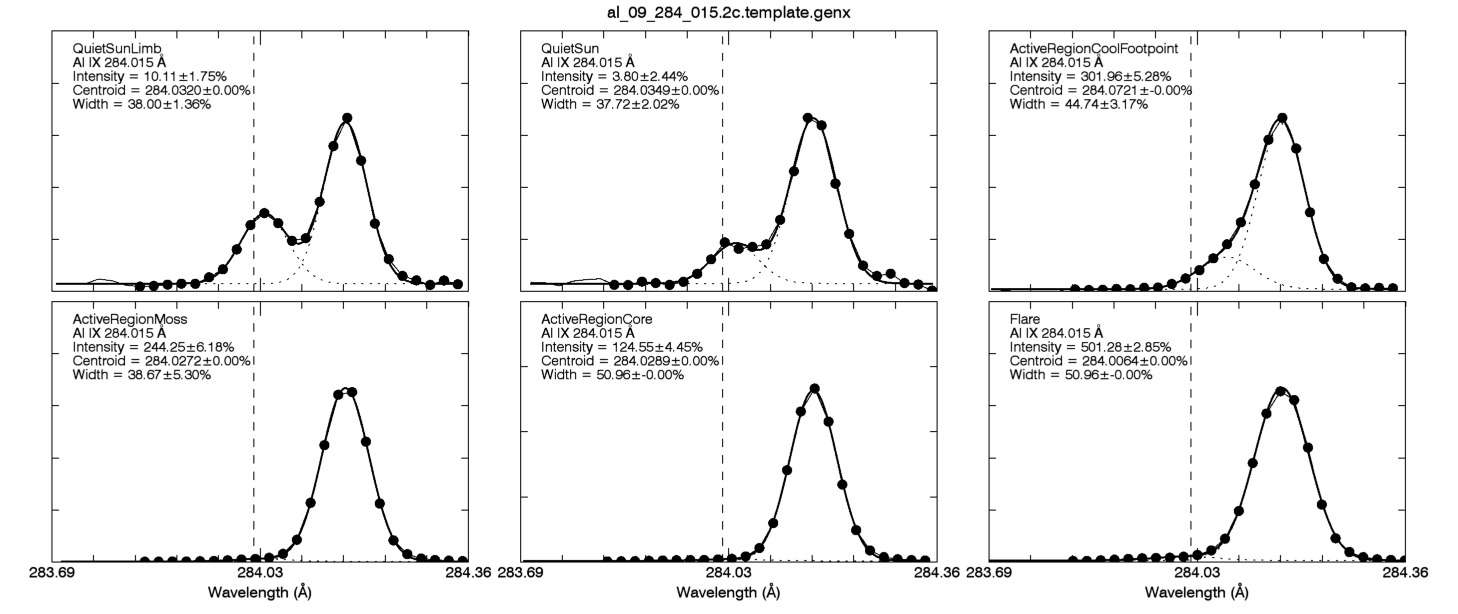 al_09_284_015.2c.template.genx
QuietSunLimb
Al IX 284.015 Å
Intensity = 10.11±1.75%
Centroid = 284.0320±0.00%
Width = 38.00±1.36%
QuietSun
Al IX 284.015 Å
Intensity = 3.80±2.44%
Centroid = 284.0349±0.00%
Width = 37.72±2.02%
ActiveRegionCoolFootpoint
Al IX 284.015 Å
Intensity = 301.96±5.28%
Centroid = 284.0721±-0.00%
Width = 44.74±3.17%
ActiveRegionMoss
Al IX 284.015 Å
Intensity = 244.25±6.18%
Centroid = 284.0272±0.00%
Width = 38.67±5.30%
ActiveRegionCore
Al IX 284.015 Å
Intensity = 124.55±4.45%
Centroid = 284.0289±0.00%
Width = 50.96±-0.00%
Flare
Al IX 284.015 Å
Intensity = 501.28±2.85%
Centroid = 284.0064±0.00%
Width = 50.96±-0.00%
283.69 284.03 284.36
Wavelength (Å)
283.69 284.03 284.36
Wavelength (Å)
283.69 284.03 284.36
Wavelength (Å)